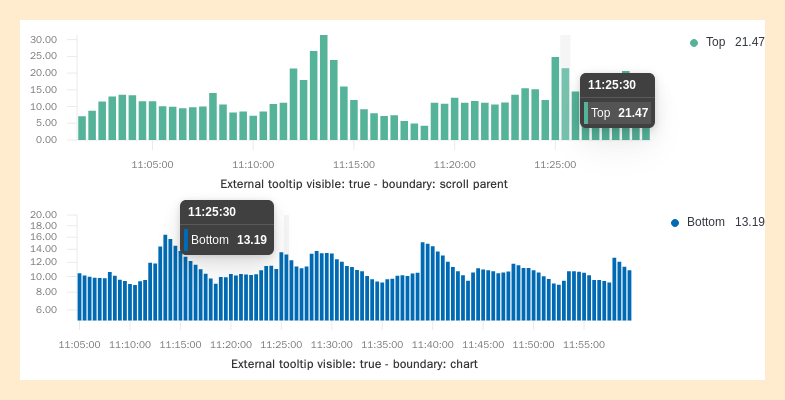 30.00
25.00
20.00
15.00
10.00
5.00
0.00
11:05:00 11:10:00 11:15:00 11:20:00 11:25:00
Top 21.47
11:25:30
Top 21.47
External tooltip visible: true - boundary: scroll parent
20.00
18.00
16.00
14.00
12.00
10.00
8.00
6.00
11:05:00 11:10:00 11:15:00 11:20:00 11:25:00 11:30:00 11:35:00 11:40:00 11:45:00 11:50:00 11:55:00
Bottom 13.19
11:25:30
Bottom 13.19
External tooltip visible: true - boundary: chart